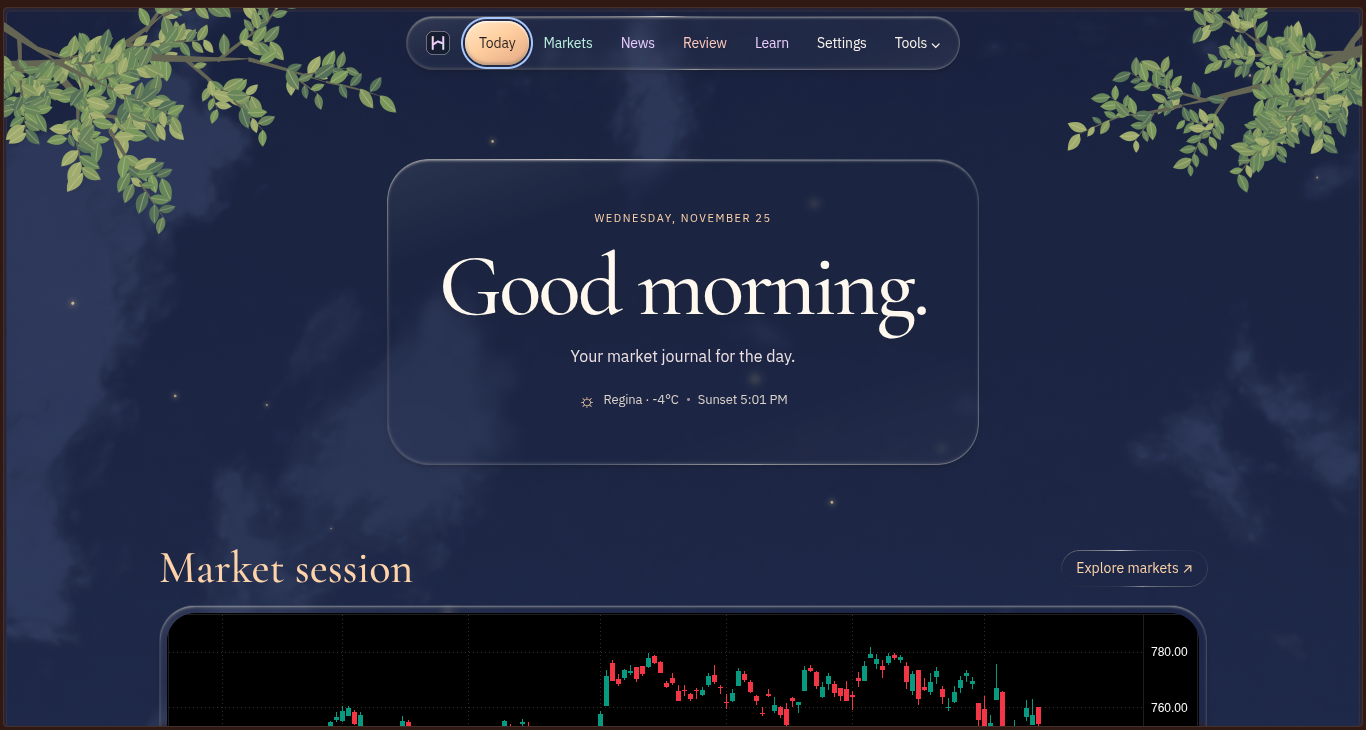 Today Markets News Review Learn Settings Tools
WEDNESDAY, NOVEMBER 25
Good morning.
Your market journal for the day.
Regina · -4°C • Sunset 5:01 PM
Market session
Explore markets ↗
780.00
760.00